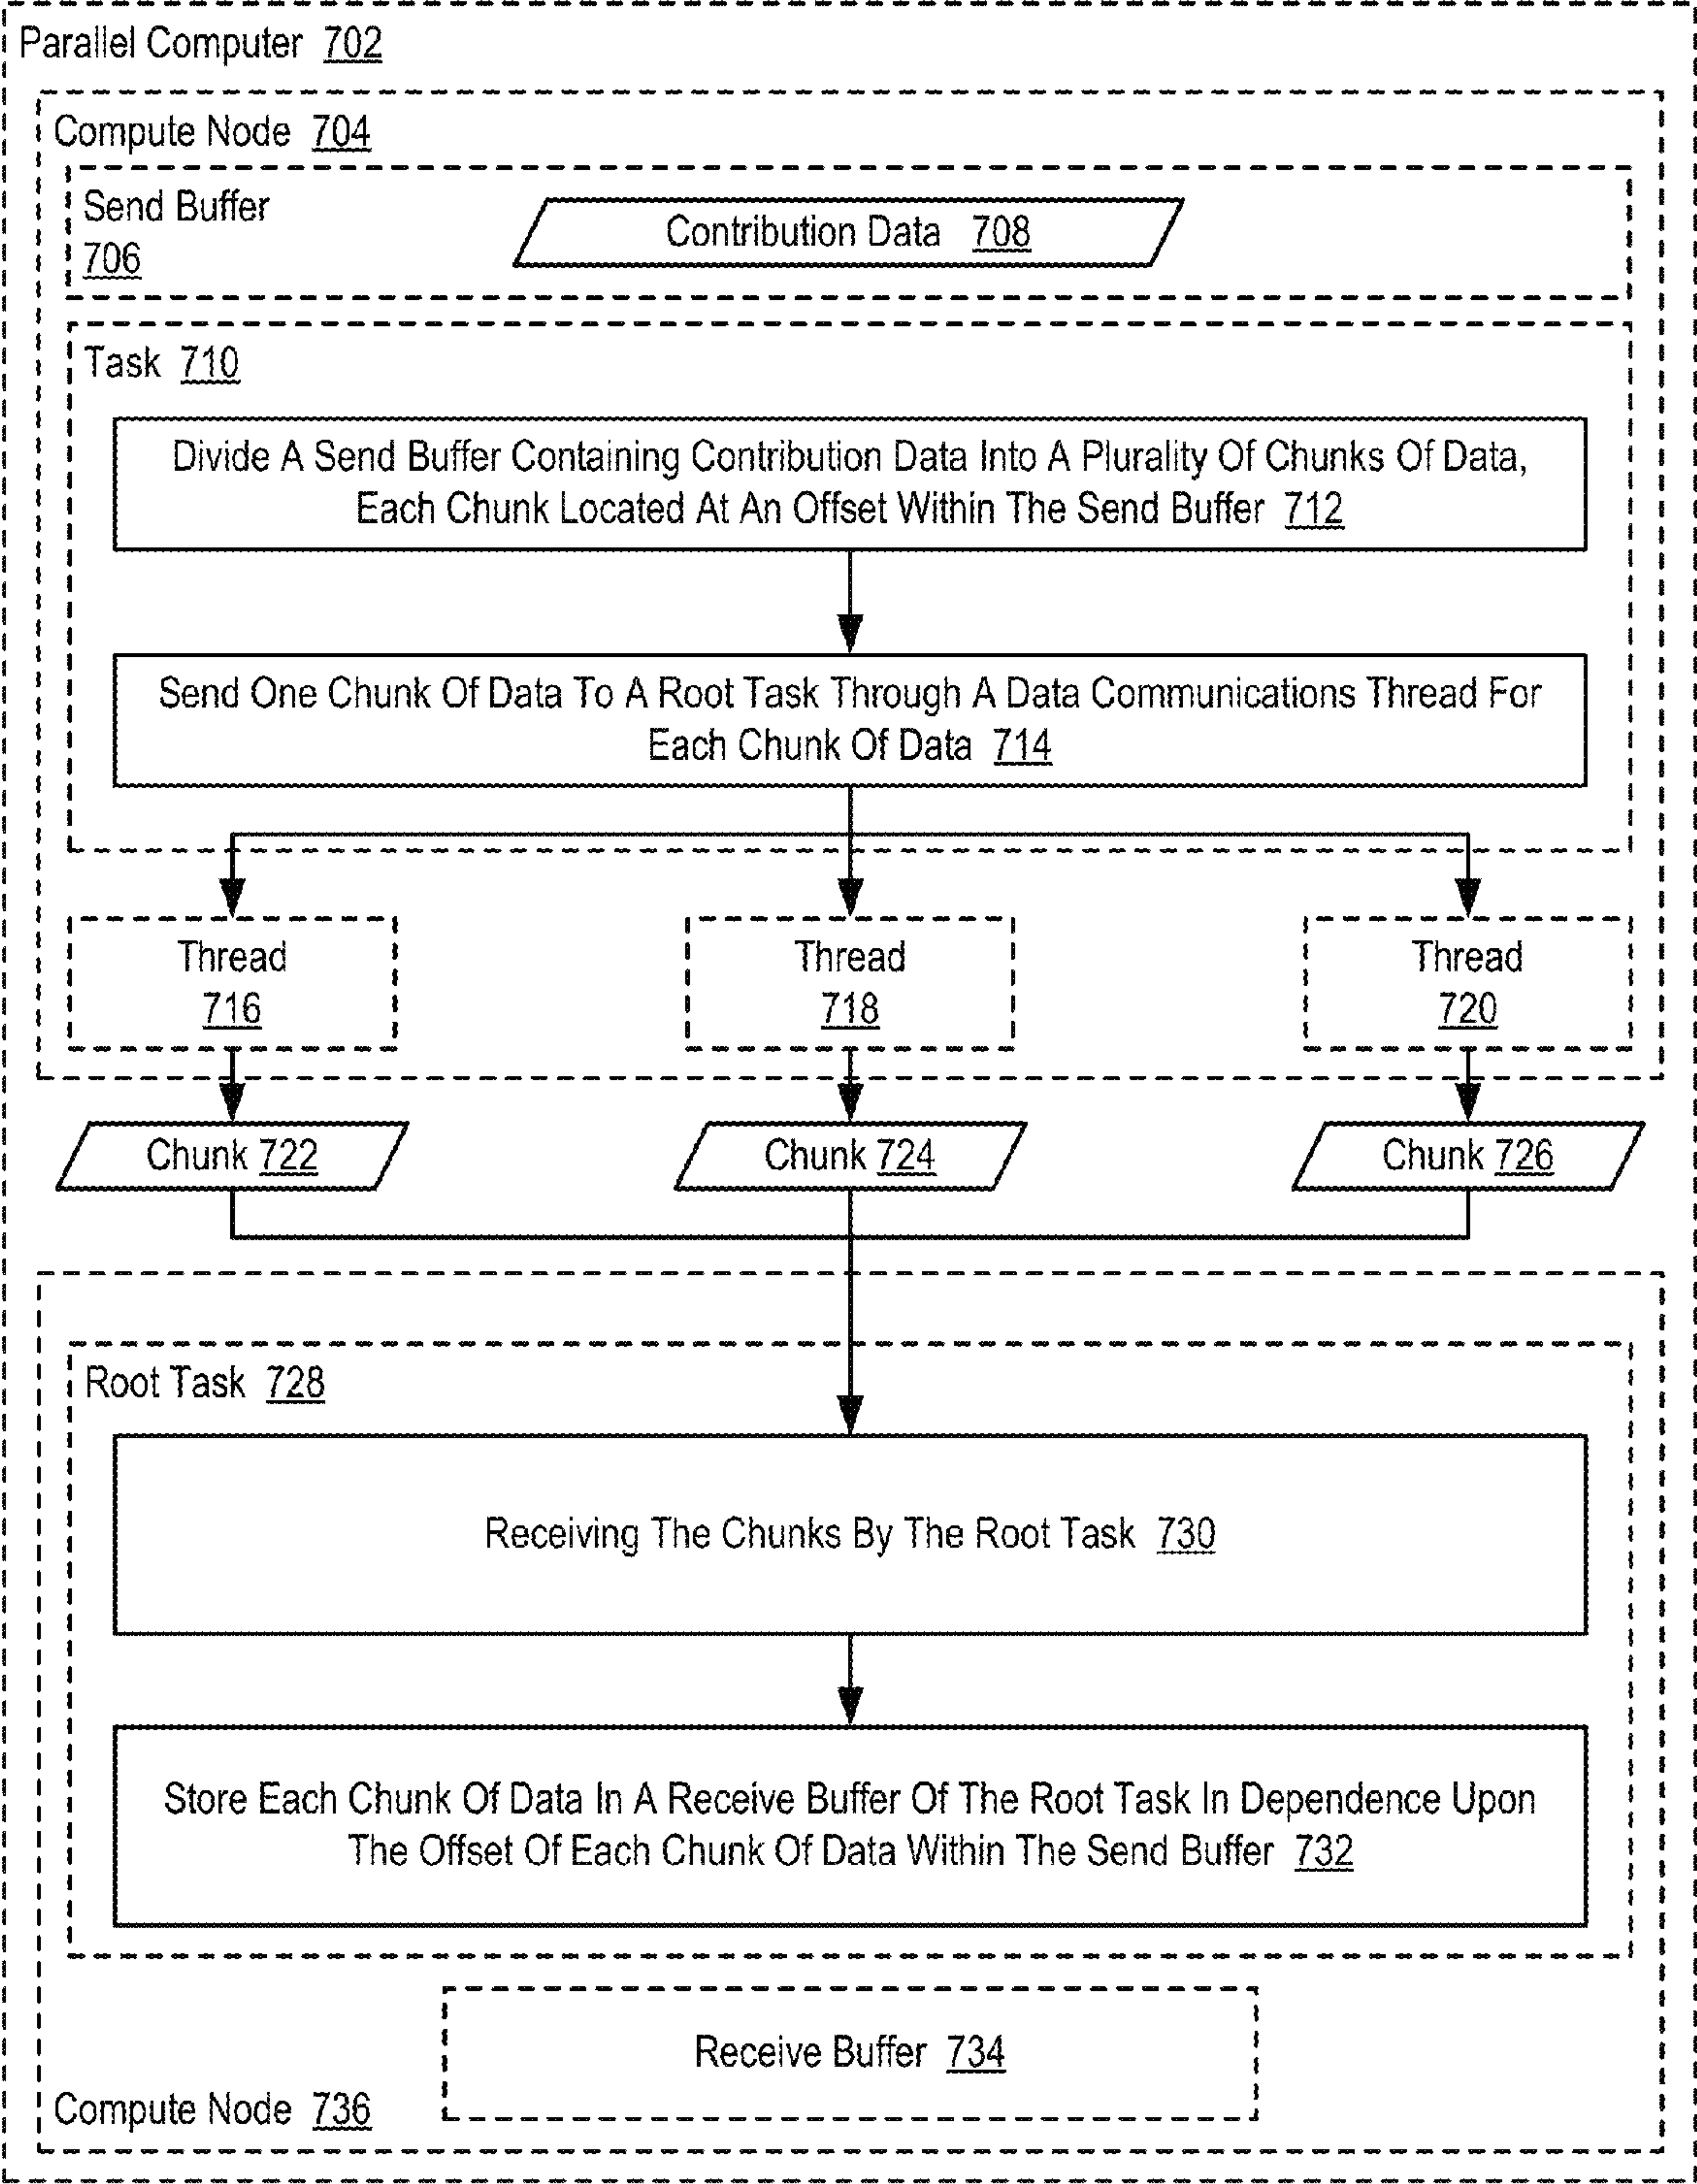 Parallel Computer 702
Compute Node 704
Send Buffer
706
Contribution Data 708
Task 710
Divide A Send Buffer Containing Contribution Data Into A Plurality Of Chunks Of Data,
Each Chunk Located At An Offset Within The Send Buffer 712
Send One Chunk Of Data To A Root Task Through A Data Communications Thread For
Each Chunk Of Data 714
Thread
716
Thread
718
Thread
720
Chunk 722
Chunk 724
Chunk 726
Root Task 728
Receiving The Chunks By The Root Task 730
Store Each Chunk Of Data In A Receive Buffer Of The Root Task In Dependence Upon
The Offset Of Each Chunk Of Data Within The Send Buffer 732
Receive Buffer 734
Compute Node 736